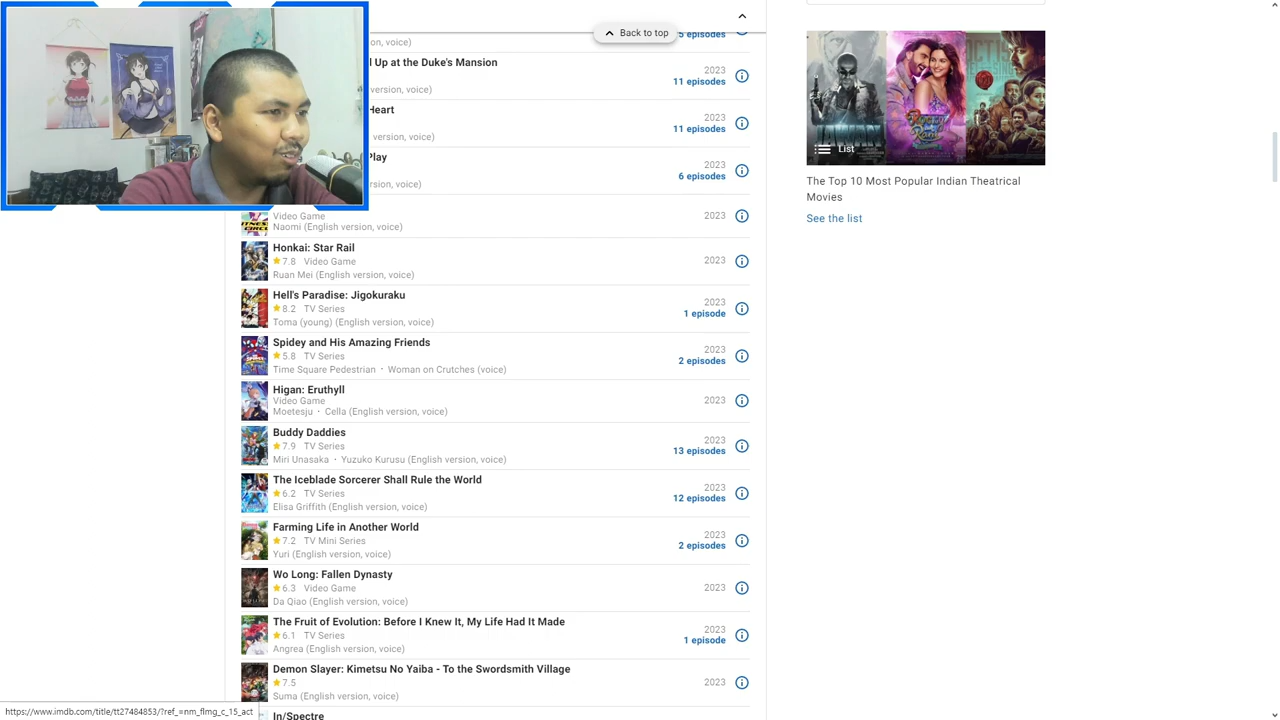 Back to top
5 episodes
on, voice)
d Up at the Duke's Mansion
2023
11 episodes
voice)
Heart
2023
11 episodes
version, voice)
Play
2023
6 episodes
voice)
Video Game
2023
Naomi (English version, voice)
Honkai: Star Rail
7.8 Video Game
2023
Ruan Mei (English version, voice)
Hell's Paradise: Jigokuraku
8.2 TV Series
2023
1 episode
Toma (young) (English version, voice)
Spidey and His Amazing Friends
5.8 TV Series
2023
2 episodes
Time Square Pedestrian · Woman on Crutches (voice)
Higan: Eruthyll
Video Game
2023
Moetesju · Cella (English version, voice)
Buddy Daddies
7.9 TV Series
2023
13 episodes
Miri Unasaka · Yuzuko Kurusu (English version, voice)
The Iceblade Sorcerer Shall Rule the World
6.2 TV Series
2023
12 episodes
Elisa Griffith (English version, voice)
Farming Life in Another World
7.2 TV Mini Series
2023
2 episodes
Yuri (English version, voice)
Wo Long: Fallen Dynasty
6.3 Video Game
2023
Da Qiao (English version, voice)
The Fruit of Evolution: Before I Knew It, My Life Had It Made
6.1 TV Series
2023
1 episode
Angrea (English version, voice)
Demon Slayer: Kimetsu No Yaiba - To the Swordsmith Village
7.5
2023
Suma (English version, voice)
In/Spectre
https://www.imdb.com/title/tt27484853/?ref_=nm_flmg_c_15_act
List
The Top 10 Most Popular Indian Theatrical
Movies
See the list